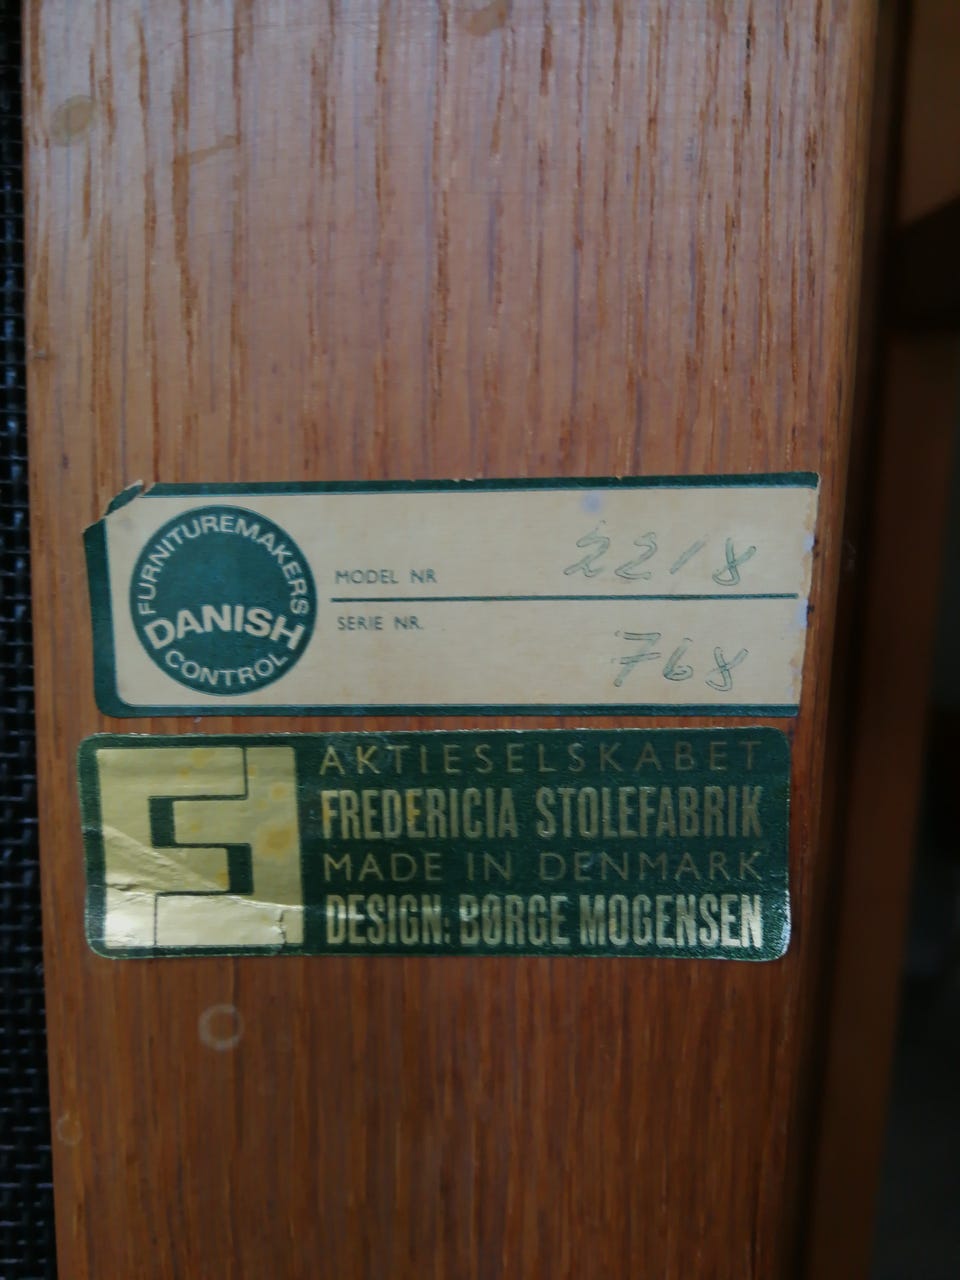 FURNITUREMAKERS
DANISH
CONTROL
MODEL NR 2218
SERIE NR. 768
AKTIESELSKABET
FREDERICIA STOLEFABRIK
MADE IN DENMARK
DESIGN: BØRGE MOGENSEN